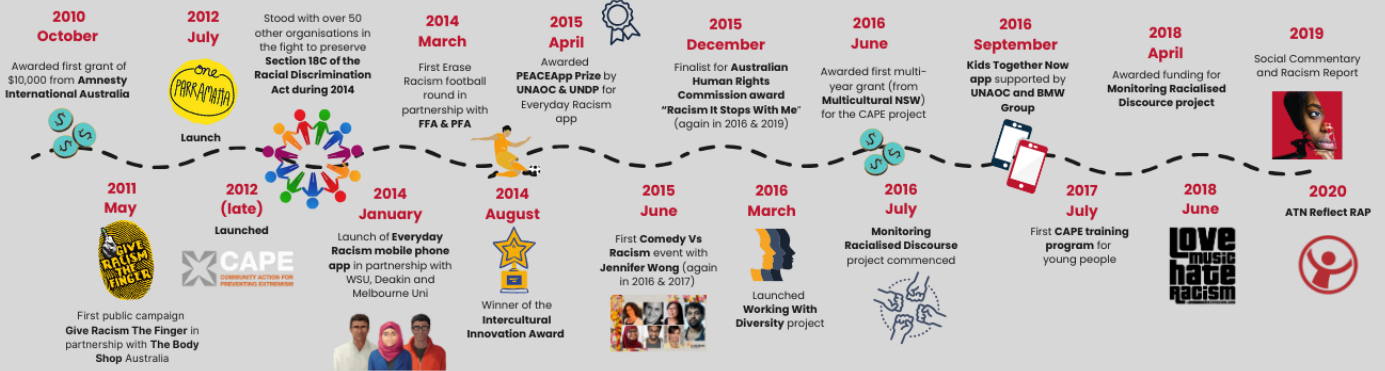 2010
October
Awarded first grant of
$10,000 from Amnesty
International Australia
2011
May
GIVE
RACISM
THE
FINGER
First public campaign
Give Racism The Finger in
partnership with The Body
Shop Australia
2012
July
one
PARRAMATTA
Launch
2012
(late)
Launched
CAPE
COMMUNITY ACTION FOR
PREVENTING EXTREMISM
Stood with over 50
other organisations in
the fight to preserve
Section 18C of the
Racial Discrimination
Act during 2014
2014
January
Launch of Everyday
Racism mobile phone
app in partnership with
WSU, Deakin and
Melbourne Uni
2014
March
First Erase
Racism football
round in
partnership with
FFA & PFA
2014
August
Winner of the
Intercultural
Innovation Award
2015
April
Awarded
PEACEApp Prize by
UNAOC & UNDP for
Everyday Racism
app
2015
June
First Comedy Vs
Racism event with
Jennifer Wong (again
in 2016 & 2017)
2015
December
Finalist for Australian
Human Rights
Commission award
“Racism It Stops With Me”
(again in 2016 & 2019)
2016
March
Launched
Working With
Diversity project
2016
June
Awarded first multi-
year grant (from
Multicultural NSW)
for the CAPE project
2016
July
Monitoring
Racialised Discourse
project commenced
2016
September
Kids Together Now
app supported by
UNAOC and BMW
Group
2017
July
First CAPE training
program for
young people
2018
April
Awarded funding for
Monitoring Racialised
Discource project
2018
June
Love
music
hate
racism
2019
Social Commentary
and Racism Report
2020
ATN Reflect RAP